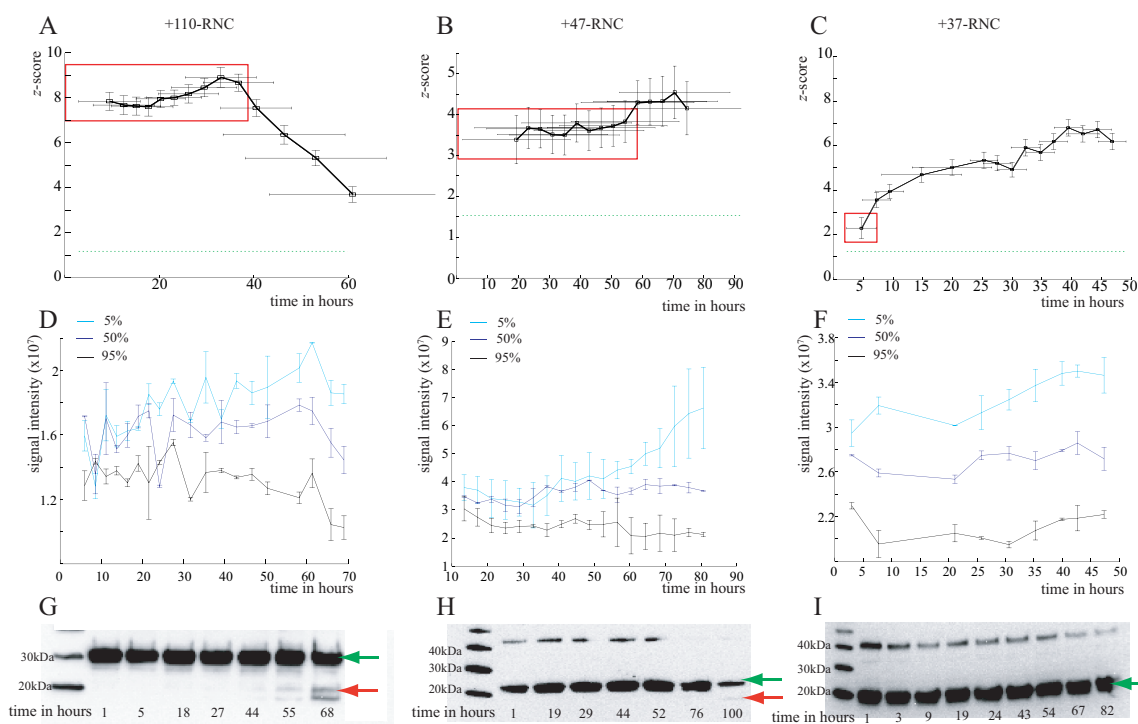 A +110-RNC B +47-RNC C +37-RNC
z-score
10
8
6
4
2
0
0 20 40 60
time in hours
z-score
5
4
3
2
1
0
10 20 30 40 50 60 70 80 90
time in hours
z-score
10
8
6
4
2
0
5 10 15 20 25 30 35 40 45 50
time in hours
D
5%
50%
95%
signal intensity (x10⁷)
2
1.6
1.2
0 10 20 30 40 50 60 70
time in hours
E
5%
50%
95%
signal intensity (x10⁷)
9
8
7
6
5
4
3
2
1
10 20 30 40 50 60 70 80 90
time in hours
F
5%
50%
95%
signal intensity (x10⁷)
3.8
3.4
3
2.6
2.2
0 5 10 15 20 25 30 35 40 45 50
time in hours
G
30kDa
20kDa
time in hours 1 5 18 27 44 55 68
H
40kDa
30kDa
20kDa
time in hours 1 19 29 44 52 76 100
I
40kDa
30kDa
20kDa
time in hours 1 3 9 19 24 43 54 67 82